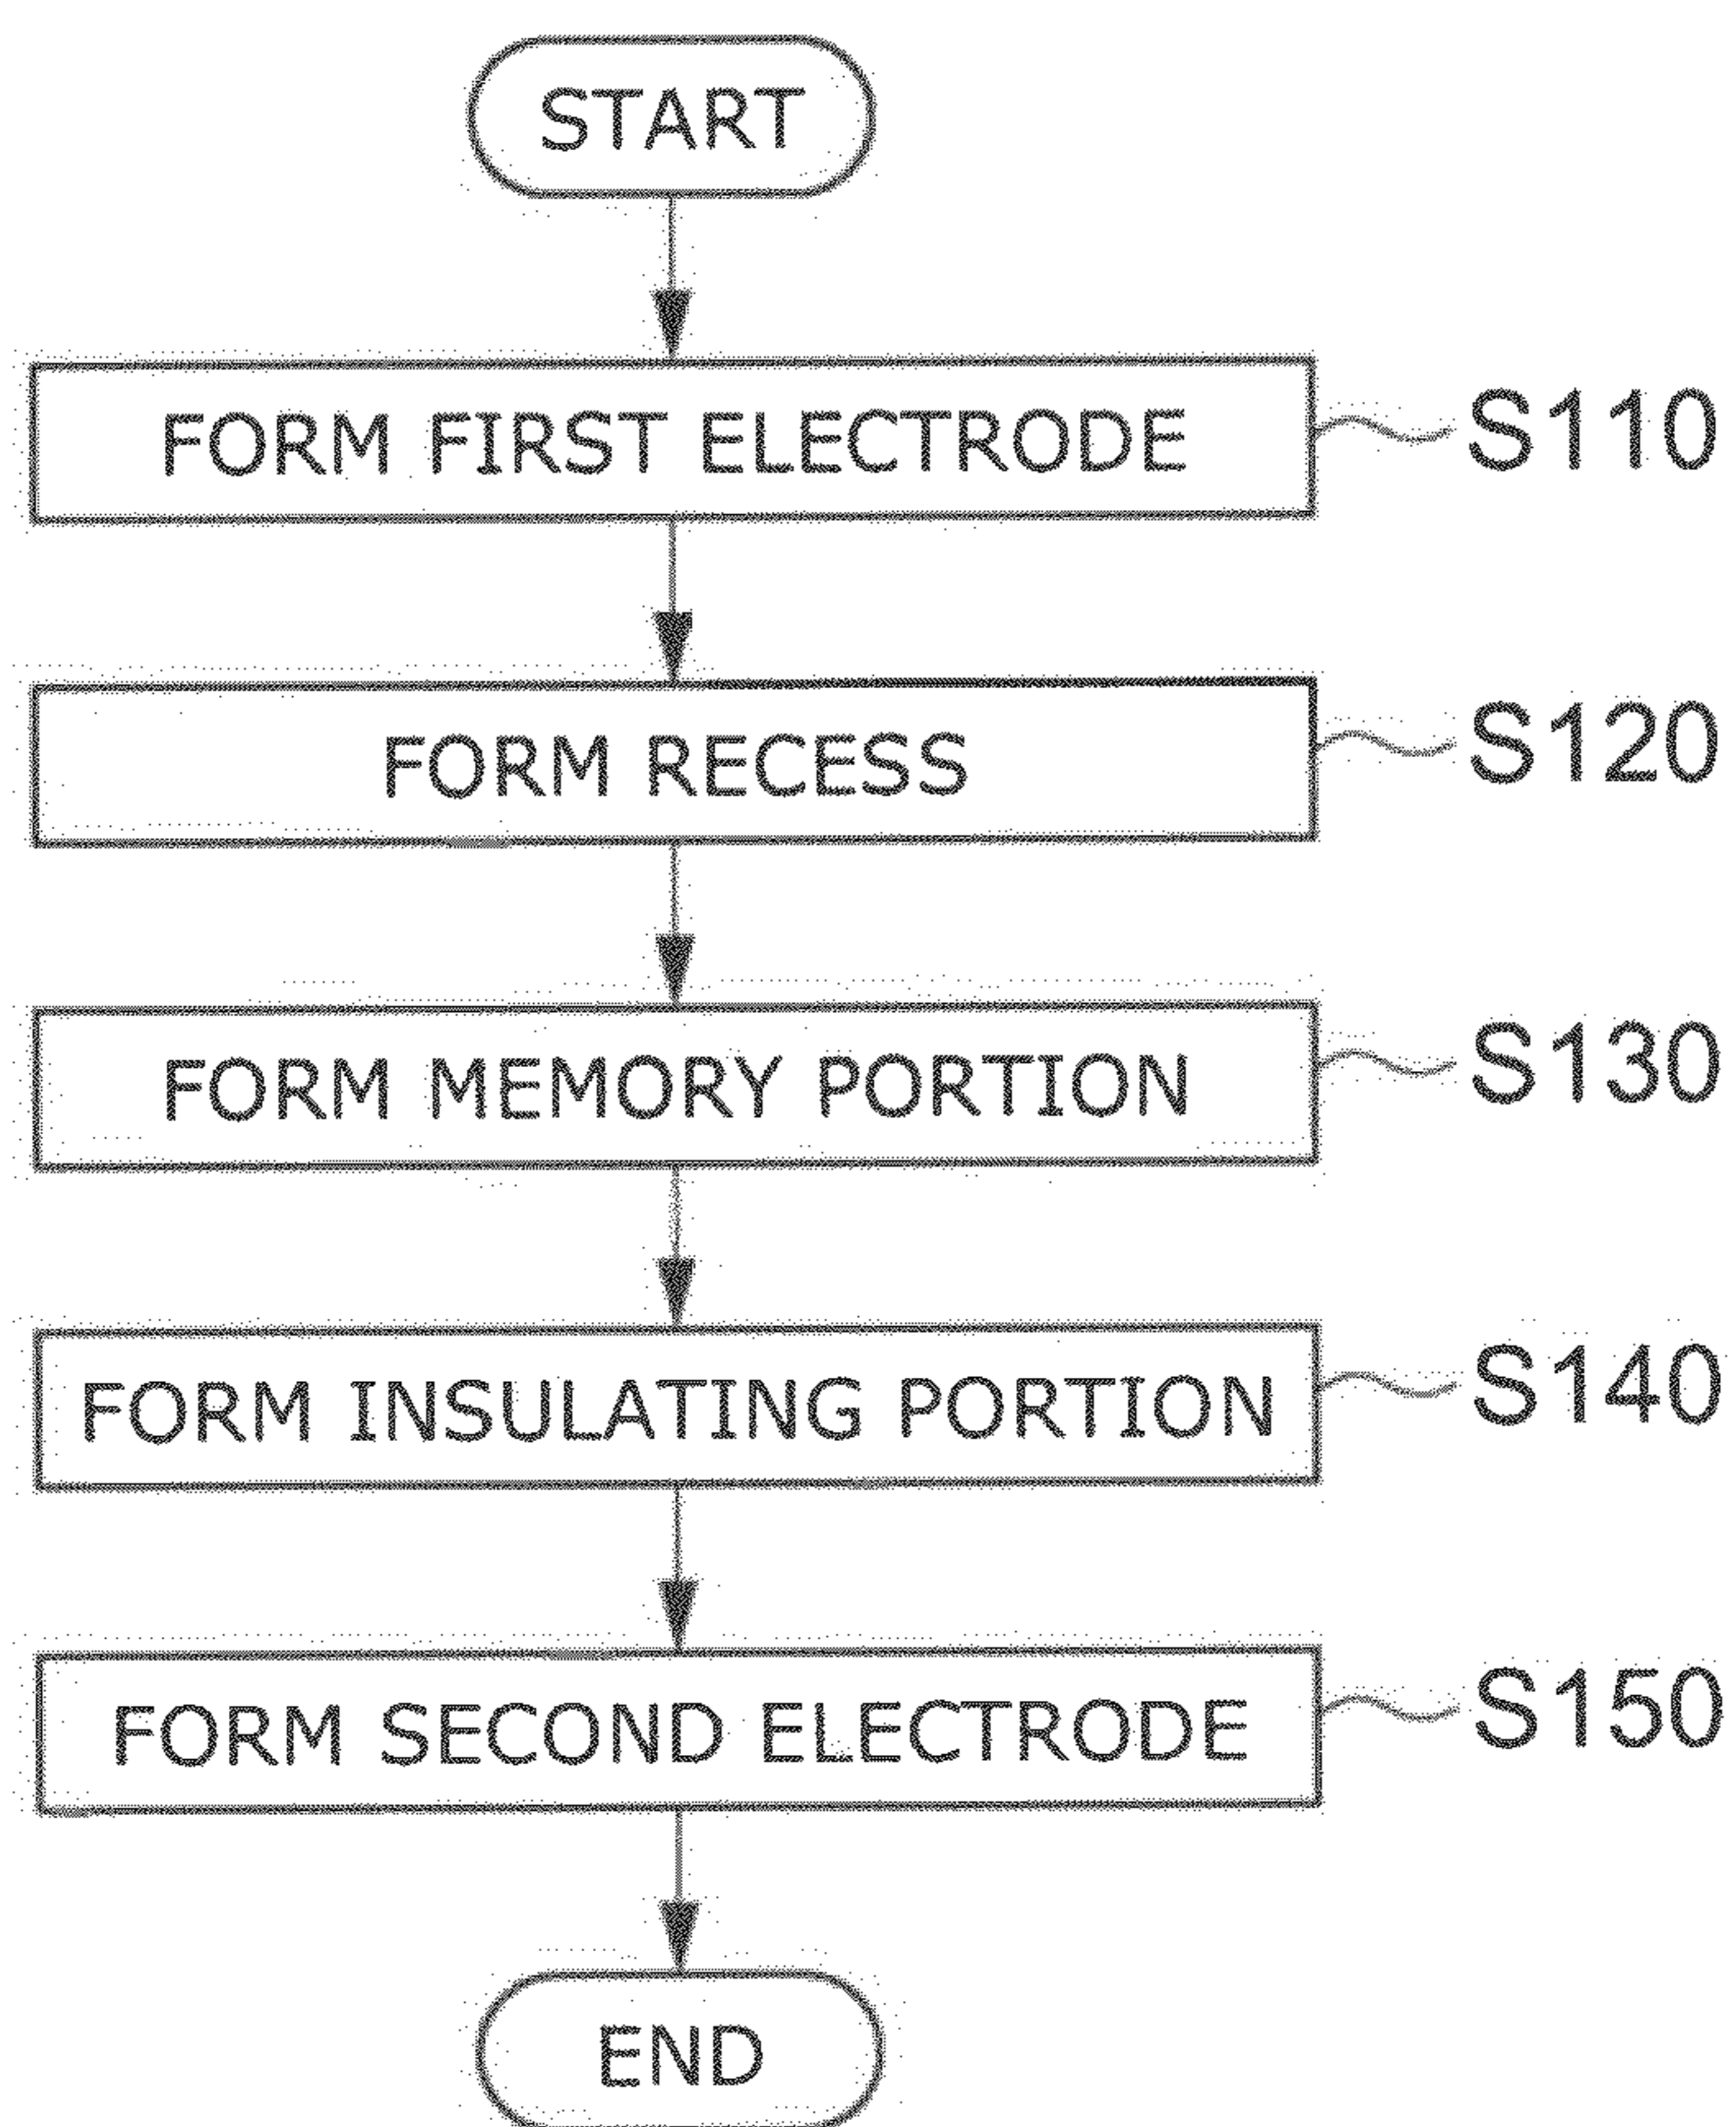 START
FORM FIRST ELECTRODE S110
FORM RECESS S120
FORM MEMORY PORTION S130
FORM INSULATING PORTION S140
FORM SECOND ELECTRODE S150
END